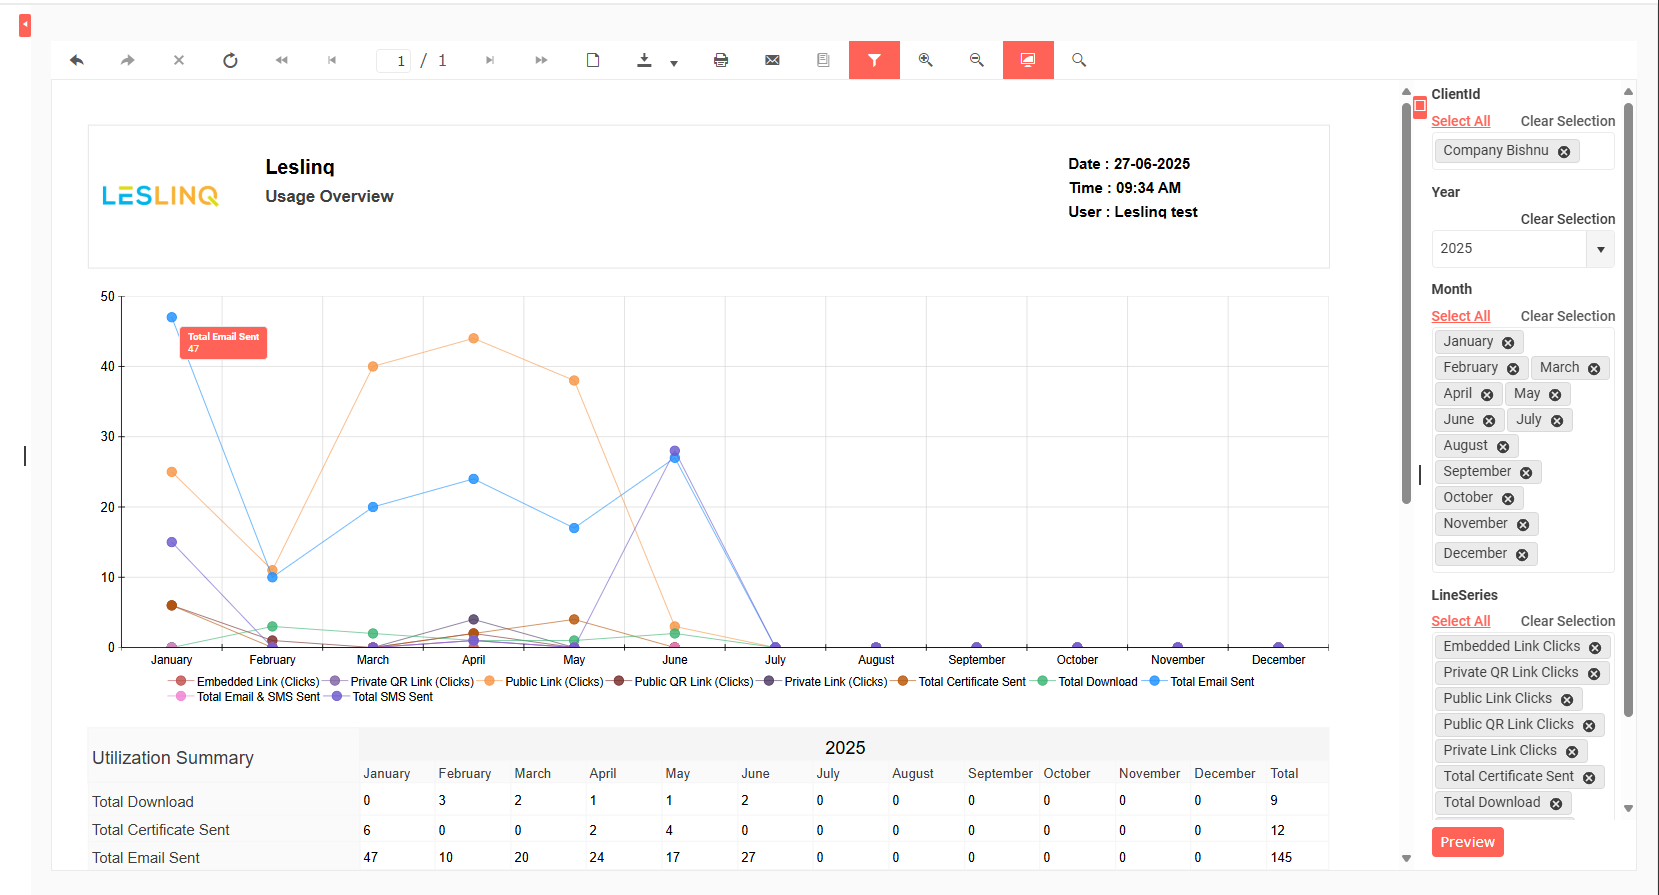 1 / 1
LESLINQ
Leslinq
Usage Overview
Date : 27-06-2025
Time : 09:34 AM
User : Leslinq test
50
40
30
20
10
0
Total Email Sent
47
January February March April May June July August September October November December
Embedded Link (Clicks) Private QR Link (Clicks) Public Link (Clicks) Public QR Link (Clicks) Private Link (Clicks) Total Certificate Sent Total Download Total Email Sent
Total Email & SMS Sent Total SMS Sent
Utilization Summary
2025
January February March April May June July August September October November December Total
Total Download 0 3 2 1 1 2 0 0 0 0 0 0 9
Total Certificate Sent 6 0 0 2 4 0 0 0 0 0 0 0 12
Total Email Sent 47 10 20 24 17 27 0 0 0 0 0 0 145
ClientId
Select All Clear Selection
Company Bishnu
Year
Clear Selection
2025
Month
Select All Clear Selection
January
February March
April May
June July
August
September
October
November
December
LineSeries
Select All Clear Selection
Embedded Link Clicks
Private QR Link Clicks
Public Link Clicks
Public QR Link Clicks
Private Link Clicks
Total Certificate Sent
Total Download
Preview